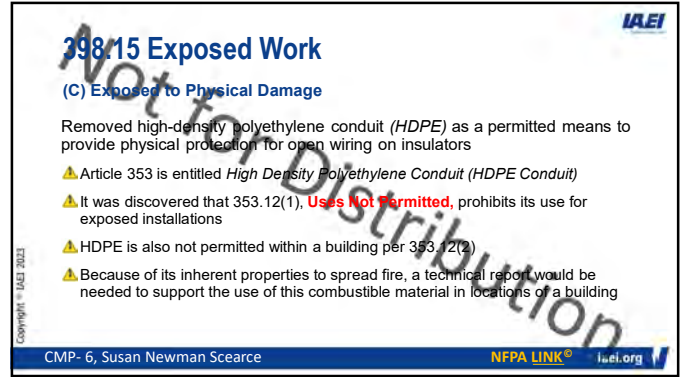 IAEI
398.15 Exposed Work
(C) Exposed to Physical Damage
Removed high-density polyethylene conduit (HDPE) as a permitted means to
provide physical protection for open wiring on insulators
Article 353 is entitled High Density Polyethylene Conduit (HDPE Conduit)
It was discovered that 353.12(1), Uses Not Permitted, prohibits its use for
exposed installations
HDPE is also not permitted within a building per 353.12(2)
Because of its inherent properties to spread fire, a technical report would be
needed to support the use of this combustible material in locations of a building
Not for Distribution
Copyright © IAEI 2023
CMP- 6, Susan Newman Scearce
NFPA LINK©
iaei.org